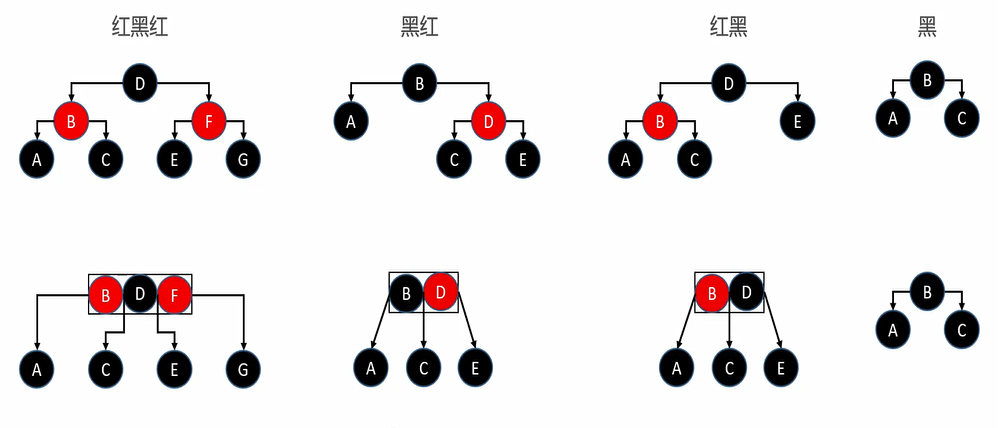 红黑红 黑红 红黑 黑
D B D B
B F A D B E A C
A C E G C E A C
B D F B D B D B
A C
A C E G A C E A C E